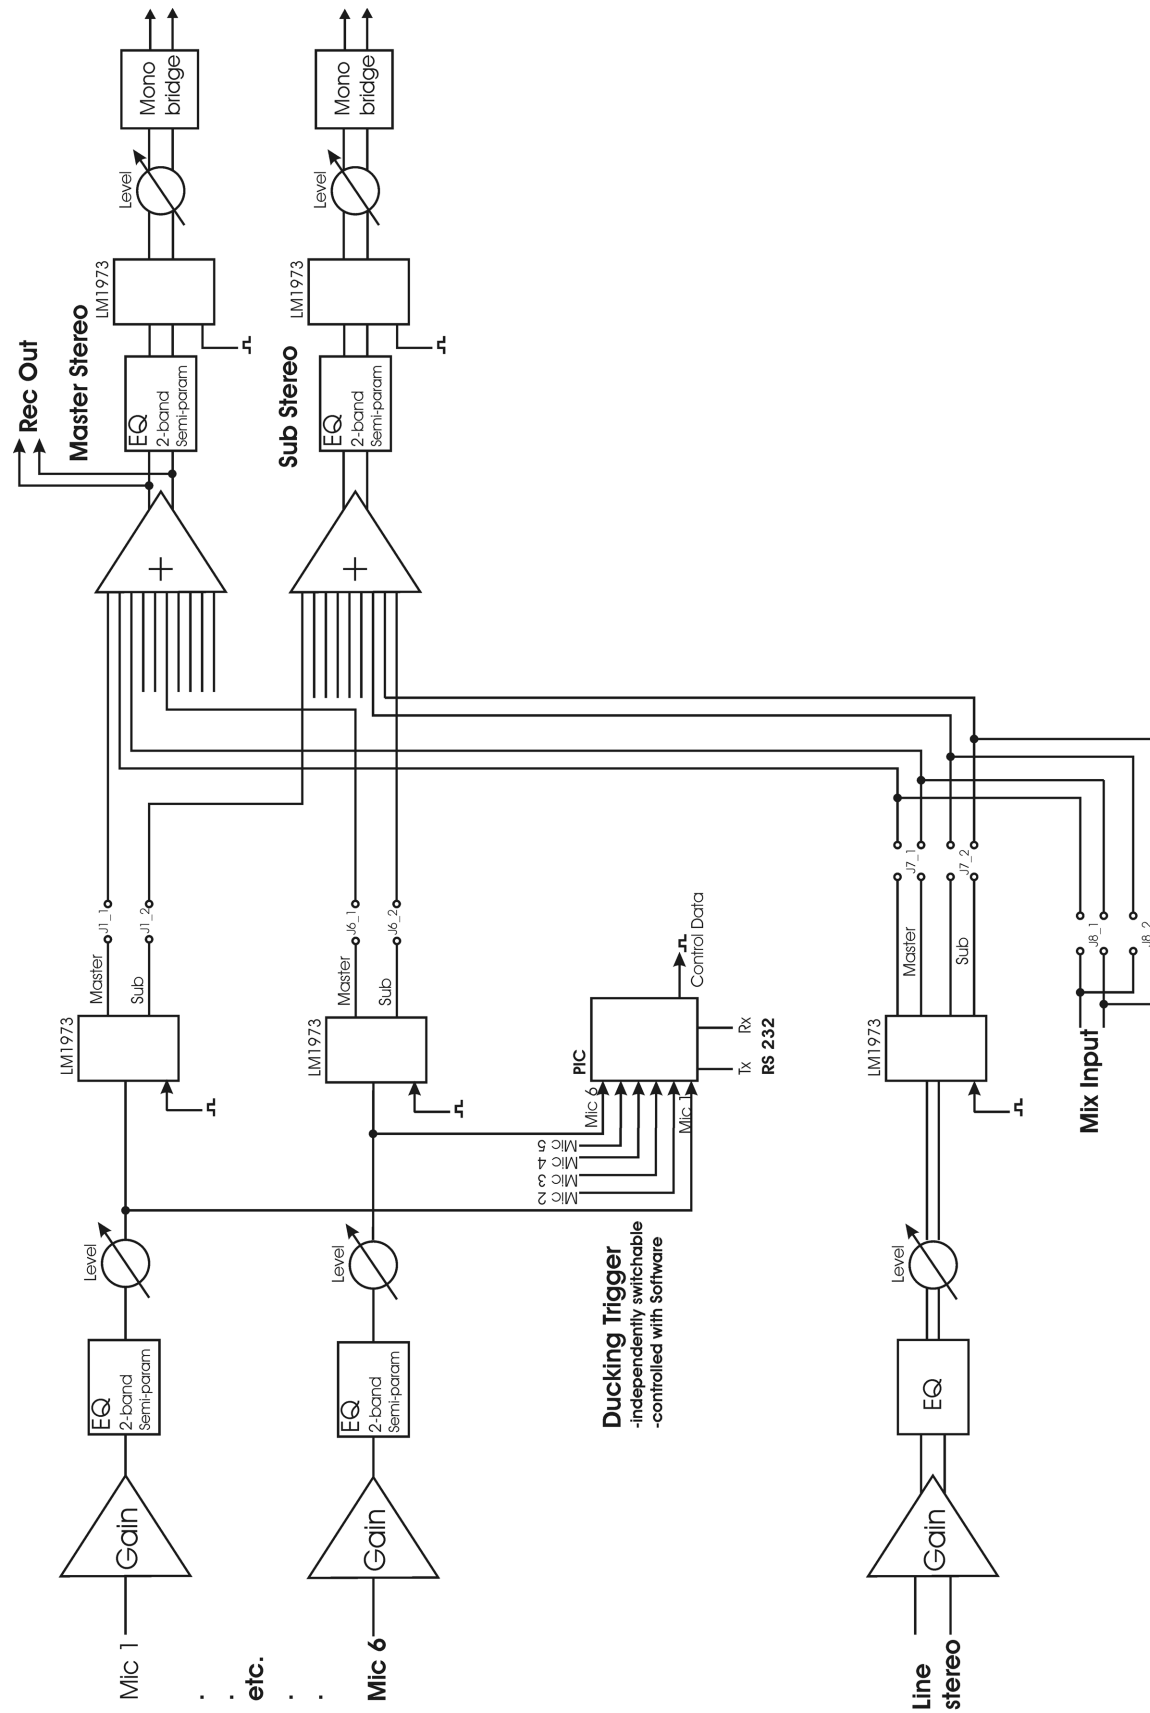 Mic 1
Gain
EQ
2-band
Semi-param
Level
LM1973
Master
Sub
J1_1
J1_2
. . etc. . .
Mic 6
Gain
EQ
2-band
Semi-param
Level
LM1973
Master
Sub
J6_1
J6_2
Rec Out
Master Stereo
+
EQ
2-band
Semi-param
LM1973
Level
Mono
bridge
Sub Stereo
+
EQ
2-band
Semi-param
LM1973
Level
Mono
bridge
Ducking Trigger
-independently switchable
-controlled with Software
Mic 6
Mic 5
Mic 4
Mic 3
Mic 2
Mic 1
PIC
Control Data
Tx
Rx
RS 232
Line
stereo
Gain
EQ
Level
LM1973
Master
Sub
J7_1
J7_2
Mix Input
J8_1
J8_2